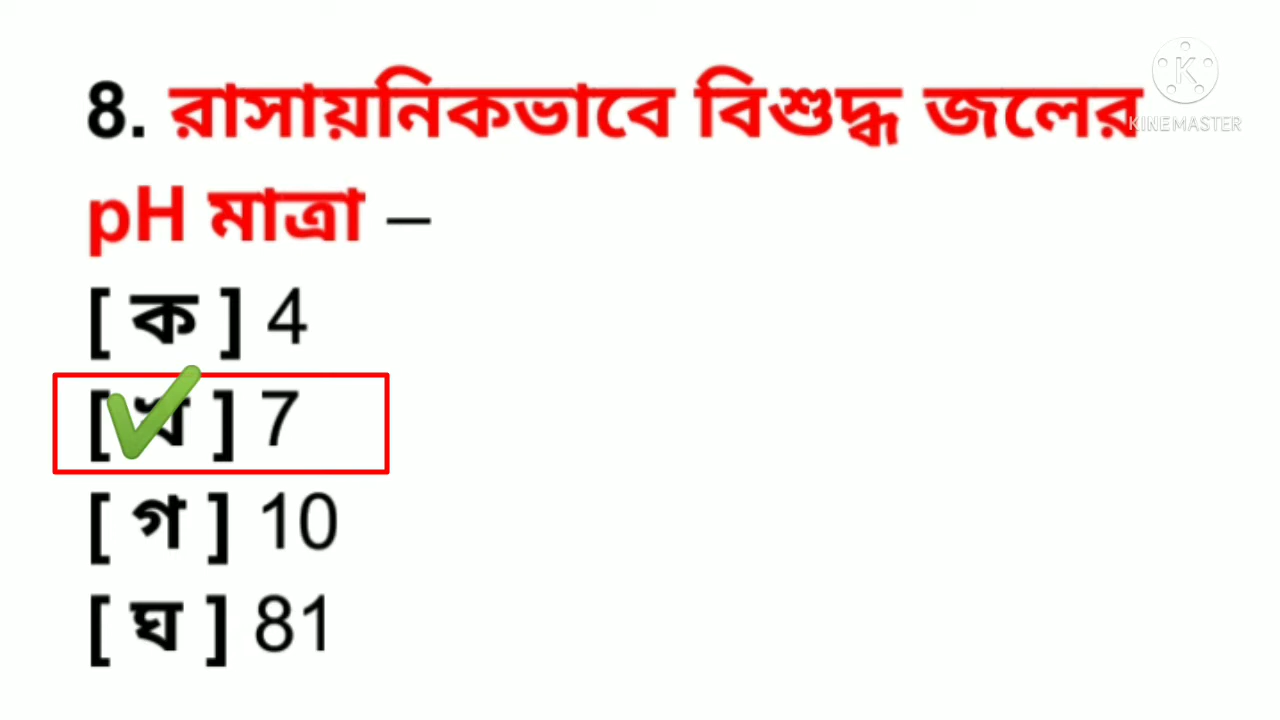 8. রাসায়নিকভাবে বিশুদ্ধ জলের
pH মাত্রা –
[ ক ] 4
[ খ ] 7
[ গ ] 10
[ ঘ ] 81
KINEMASTER